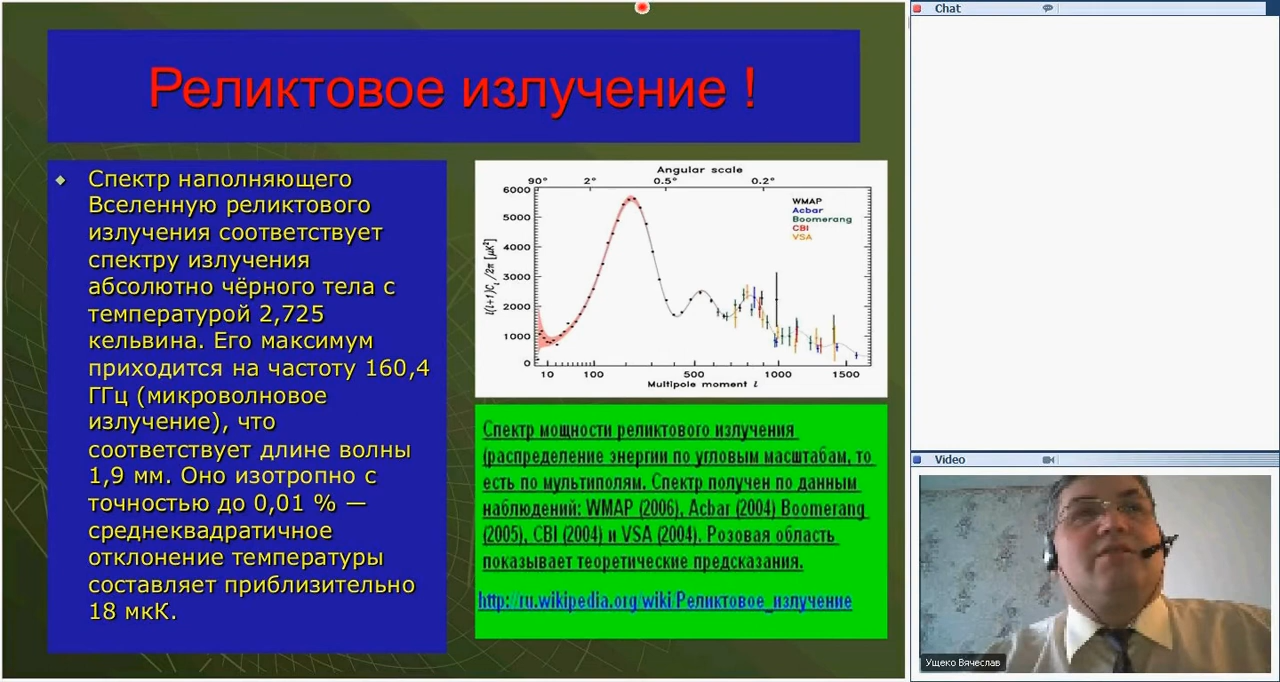 Chat
Реликтовое излучение !
Спектр наполняющего
Вселенную реликтового
излучения соответствует
спектру излучения
абсолютно чёрного тела с
температурой 2,725
кельвина. Его максимум
приходится на частоту 160,4
ГГц (микроволновое
излучение), что
соответствует длине волны
1,9 мм. Оно изотропно с
точностью до 0,01 % —
среднеквадратичное
отклонение температуры
составляет приблизительно
18 мкК.
Angular scale
90° 2° 0.5° 0.2°
6000
5000
4000
3000
2000
1000
0
l(l+1)Cl/2π [μK²]
WMAP
Acbar
Boomerang
CBI
VSA
10 100 500 1000 1500
Multipole moment l
Спектр мощности реликтового излучения
(распределение энергии по угловым масштабам, то
есть по мультиполям. Спектр получен по данным
наблюдений: WMAP (2006), Acbar (2004) Boomerang
(2005), CBI (2004) и VSA (2004). Розовая область
показывает теоретические предсказания.
http://ru.wikipedia.org/wiki/Реликтовое_излучение
Video
Ущеко Вячеслав